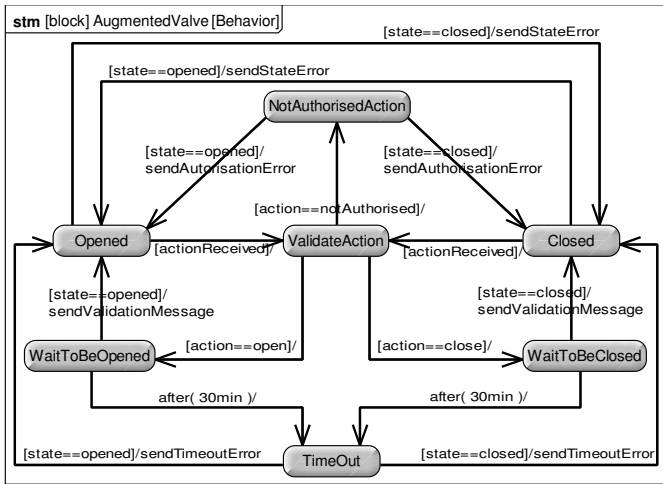 stm [block] AugmentedValve [Behavior]
[state==closed]/sendStateError
[state==opened]/sendStateError
NotAuthorisedAction
[state==opened]/
sendAutorisationError
[state==closed]/
sendAuthorisationError
[action==notAuthorised]/
Opened
ValidateAction
Closed
[actionReceived]/
[actionReceived]/
[state==opened]/
sendValidationMessage
[state==closed]/
sendValidationMessage
WaitToBeOpened
[action==open]/
[action==close]/
WaitToBeClosed
after( 30min )/
after( 30min )/
[state==opened]/sendTimeoutError
TimeOut
[state==closed]/sendTimeoutError